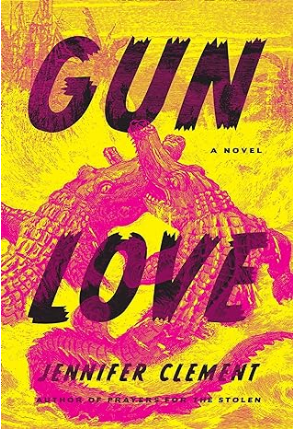 GUN
A NOVEL
LOVE
JENNIFER CLEMENT
AUTHOR OF PRAYERS FOR THE STOLEN